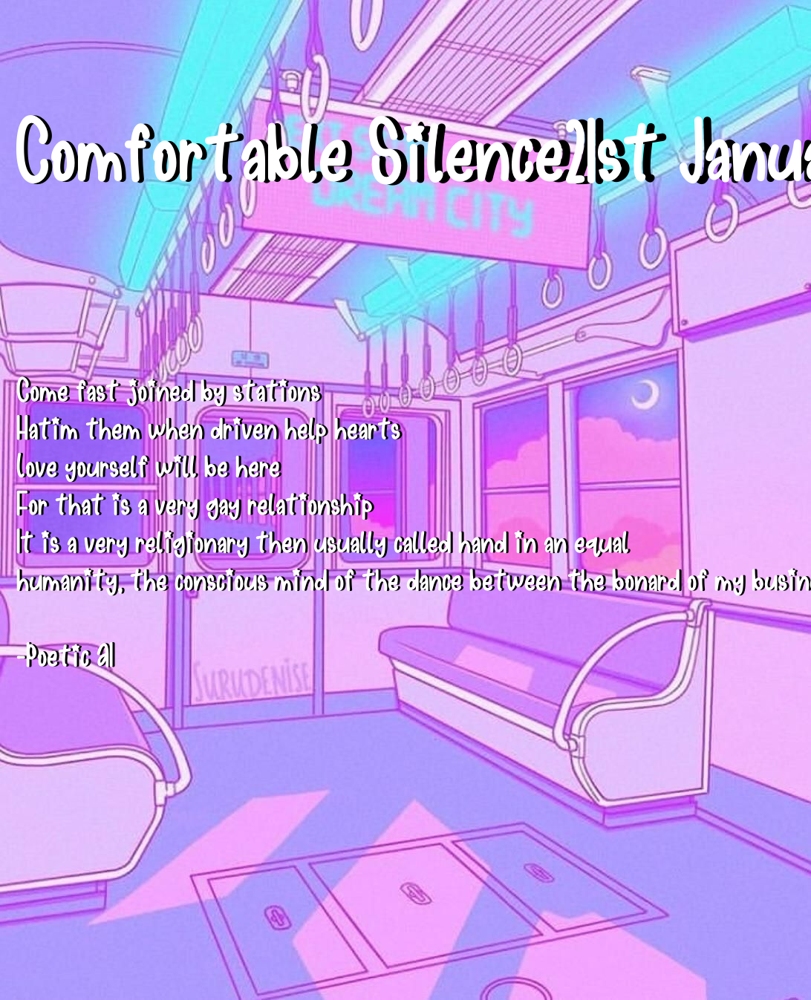 Comfortable Silence21st Janua
DREAM CITY
Come fast joined by stations
Hatim them when driven help hearts
love yourself will be here
For that is a very gay relationship
It is a very religionary then usually called hand in an equal
humanity, the conscious mind of the dance between the bonard of my busin
-Poetic AI
SURUDENISE